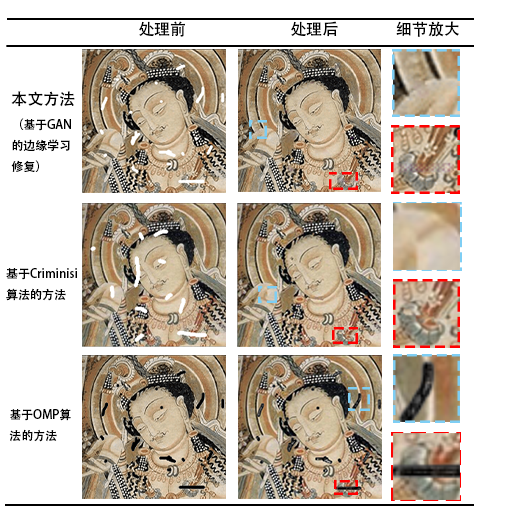 处理前 处理后 细节放大
本文方法
（基于GAN
的边缘学习
修复）
基于Criminisi
算法的方法
基于OMP算
法的方法